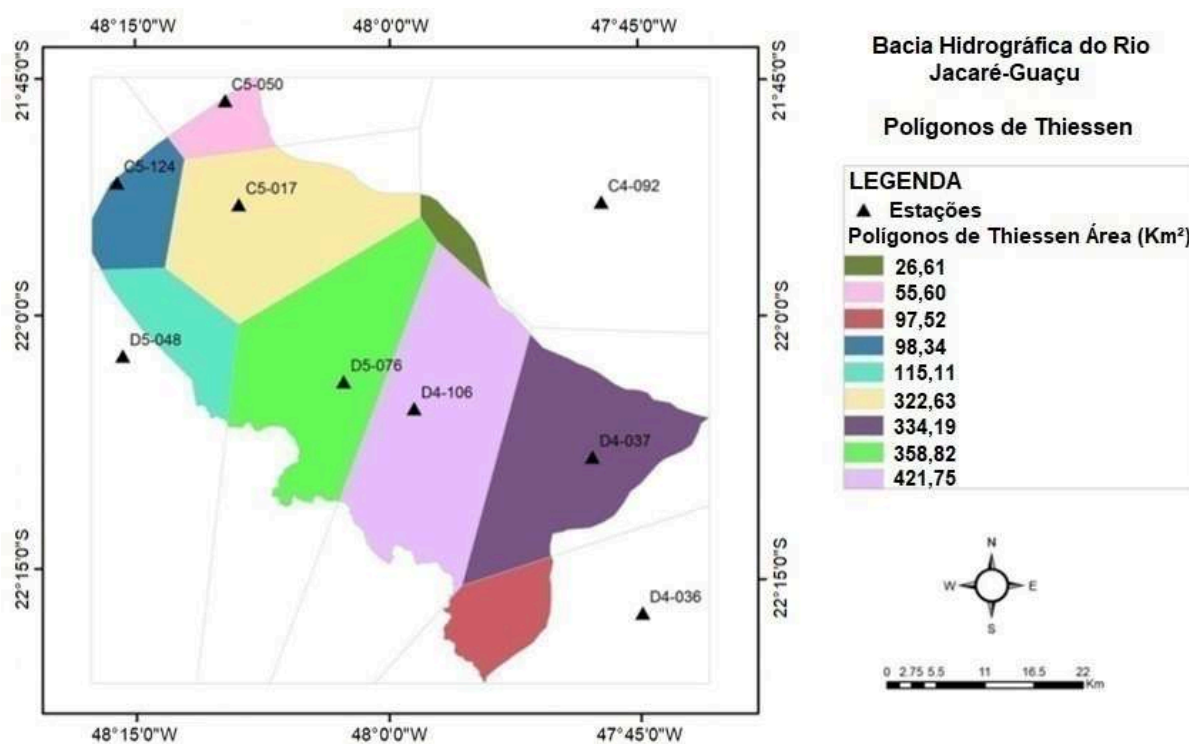 48°15'0"W 48°0'0"W 47°45'0"W
21°45'0"S
21°45'0"S
C5-050
C5-124
C5-017
C4-092
22°0'0"S
22°0'0"S
D5-048
D5-076
D4-106
D4-037
22°15'0"S
22°15'0"S
D4-036
48°15'0"W 48°0'0"W 47°45'0"W
Bacia Hidrográfica do Rio
Jacaré-Guaçu
Polígonos de Thiessen
LEGENDA
Estações
Polígonos de Thiessen Área (Km²)
26,61
55,60
97,52
98,34
115,11
322,63
334,19
358,82
421,75
N
W E
S
0 2.75 5.5 11 16.5 22
Km